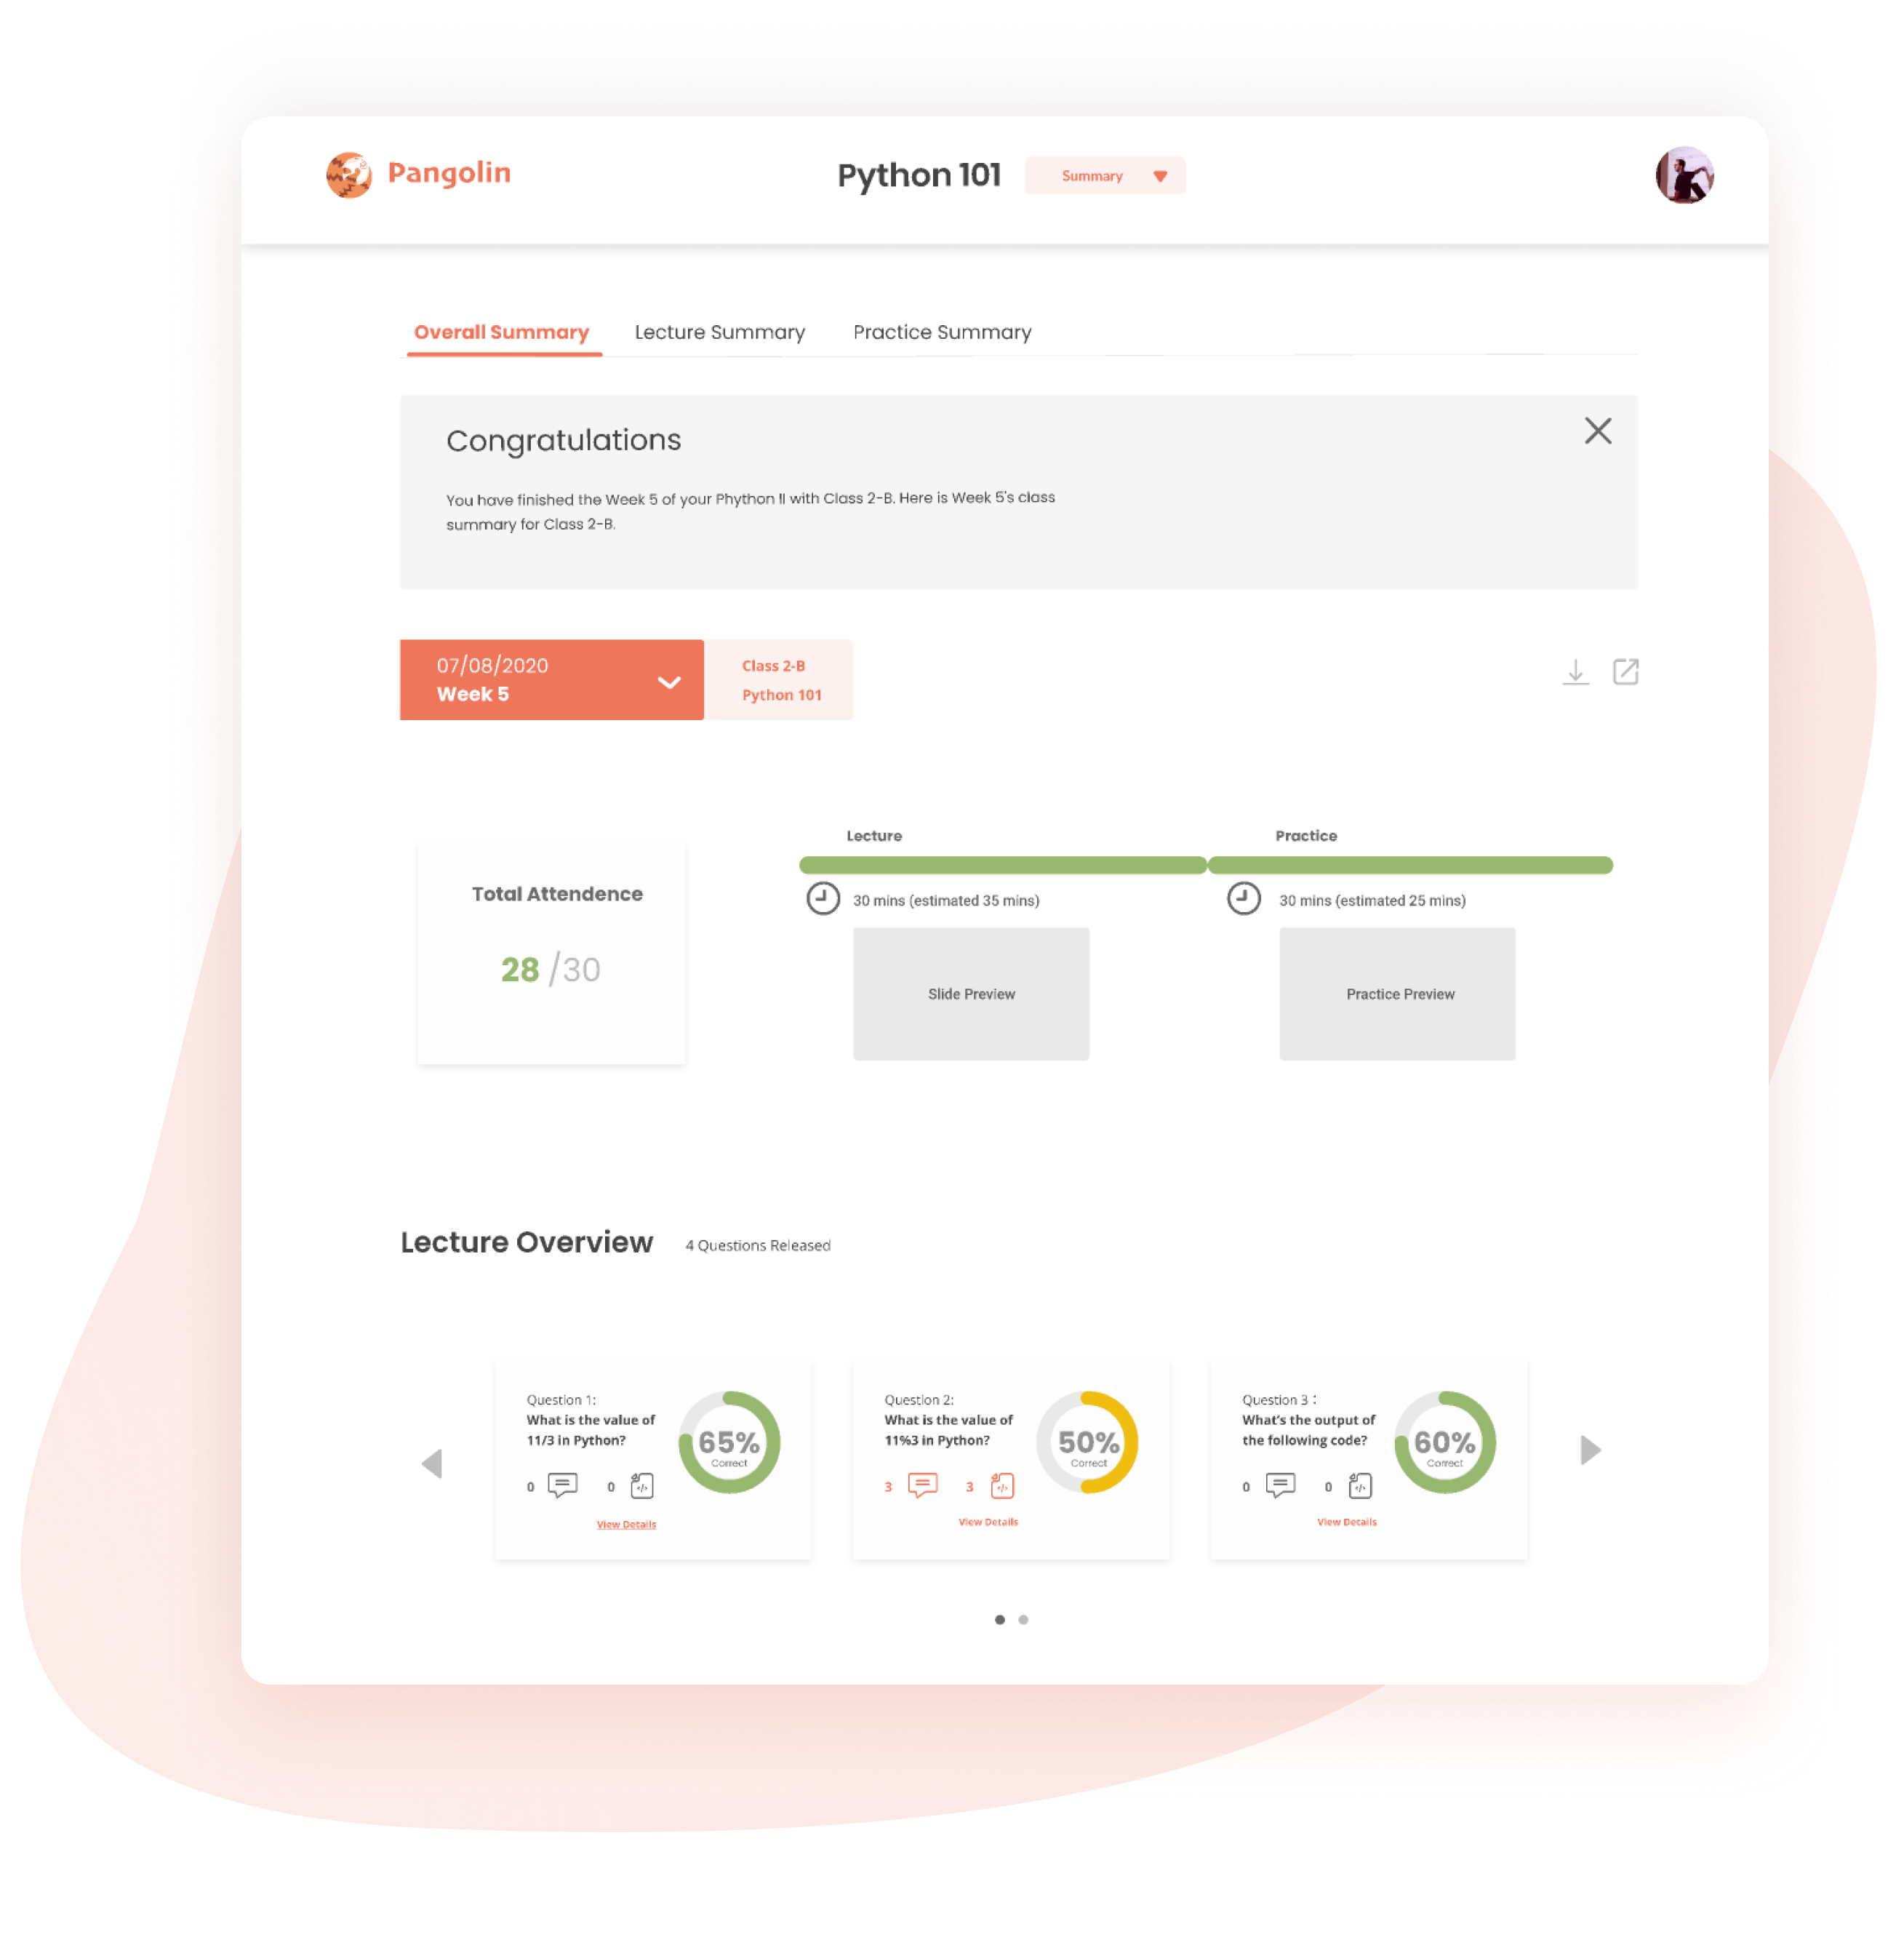 Pangolin
Python 101
Summary
Overall Summary
Lecture Summary
Practice Summary
Congratulations
You have finished the Week 5 of your Phython II with Class 2-B. Here is Week 5's class
summary for Class 2-B.
07/08/2020
Week 5
Class 2-B
Python 101
Lecture
Practice
Total Attendence
28 /30
30 mins (estimated 35 mins)
30 mins (estimated 25 mins)
Slide Preview
Practice Preview
Lecture Overview
4 Questions Released
Question 1:
What is the value of
11/3 in Python?
65%
Correct
0
0
</>
View Details
Question 2:
What is the value of
11%3 in Python?
50%
Correct
3
3
</>
View Details
Question 3 :
What's the output of
the following code?
60%
Correct
0
0
</>
View Details